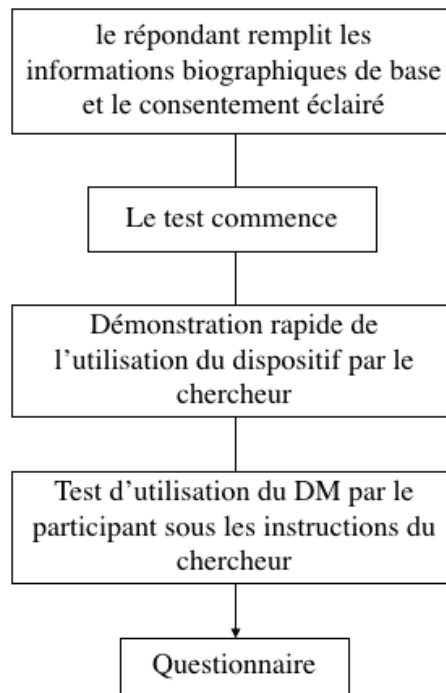 le répondant remplit les
informations biographiques de base
et le consentement éclairé
Le test commence
Démonstration rapide de
l’utilisation du dispositif par le
chercheur
Test d’utilisation du DM par le
participant sous les instructions du
chercheur
Questionnaire